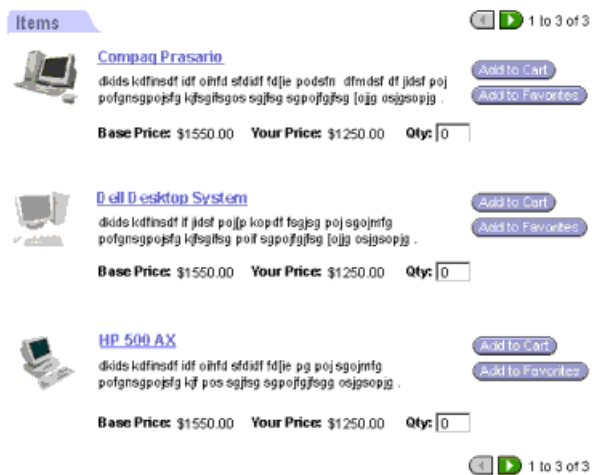 Items
1 to 3 of 3
Compaq Prasario
Add to Cart
dkids kdfinsdf idf oihfd sfdidf fd[ie podsfn dfmdsf df jidsf poj
pofgnsgpojsfg kjfsgifsgos sgjfsg sgpojfgjfsg [ojjg osjgsopjg .
Add to Favorites
Base Price: $1550.00 Your Price: $1250.00 Qty: 0
Dell Desktop System
Add to Cart
dkids kdfinsdf if jidsf poj[p kopdf fsgjsg poj sgojmfg
pofgnsgpojsfg kjfsgifsg poif sgpojfgjfsg [ojjg osjgsopjg .
Add to Favorites
Base Price: $1550.00 Your Price: $1250.00 Qty: 0
HP 500 AX
Add to Cart
dkids kdfinsdf idf oihfd sfdidf fd[ie pg poj sgojmfg
pofgnsgpojsfg kjf pos sgjfsg sgpojfgjfsgg osjgsopjg .
Add to Favorites
Base Price: $1550.00 Your Price: $1250.00 Qty: 0
1 to 3 of 3